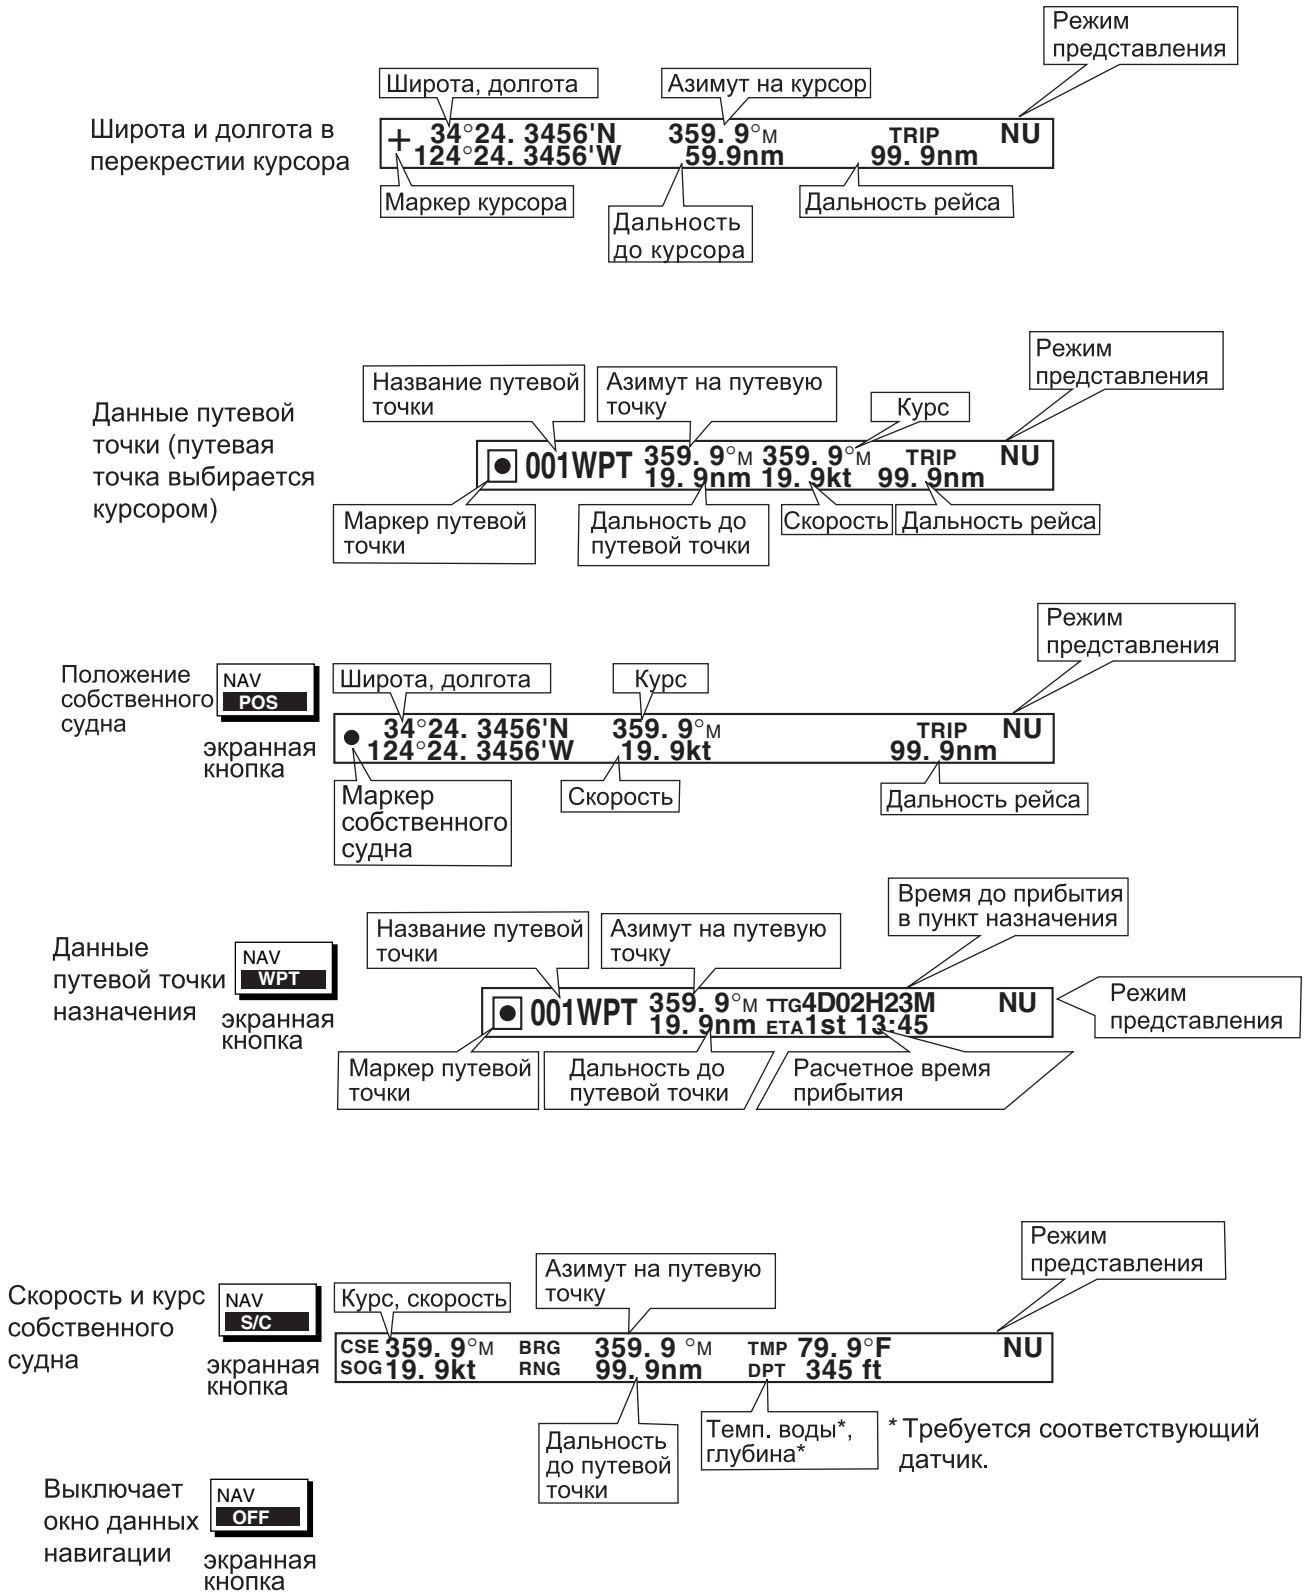 Режим
представления
Широта, долгота
Азимут на курсор
Широта и долгота в
перекрестии курсора
+ 34°24. 3456'N 359. 9°M TRIP NU
124°24. 3456'W 59.9nm 99. 9nm
Маркер курсора
Дальность рейса
Дальность
до курсора
Режим
представления
Название путевой
точки
Азимут на путевую
точку
Курс
Данные путевой
точки (путевая
точка выбирается
курсором)
001WPT 359. 9°M 359. 9°M TRIP NU
19. 9nm 19. 9kt 99. 9nm
Маркер путевой
точки
Дальность до
путевой точки
Скорость
Дальность рейса
Режим
представления
Положение
собственного
судна
NAV
POS
экранная
кнопка
Широта, долгота
Курс
34°24. 3456'N 359. 9°M TRIP NU
124°24. 3456'W 19. 9kt 99. 9nm
Маркер
собственного
судна
Скорость
Дальность рейса
Время до прибытия
в пункт назначения
Название путевой
точки
Азимут на путевую
точку
Данные
путевой точки
назначения
NAV
WPT
экранная
кнопка
001WPT 359. 9°M TTG4D02H23M NU
19. 9nm ETA1st 13:45
Режим
представления
Маркер путевой
точки
Дальность до
путевой точки
Расчетное время
прибытия
Режим
представления
Азимут на путевую
точку
Скорость и курс
собственного
судна
NAV
S/C
экранная
кнопка
Курс, скорость
CSE 359. 9°M BRG 359. 9 °M TMP 79. 9°F NU
SOG 19. 9kt RNG 99. 9nm DPT 345 ft
Дальность
до путевой
точки
Темп. воды*,
глубина*
* Требуется соответствующий
датчик.
Выключает
окно данных
навигации
NAV
OFF
экранная
кнопка